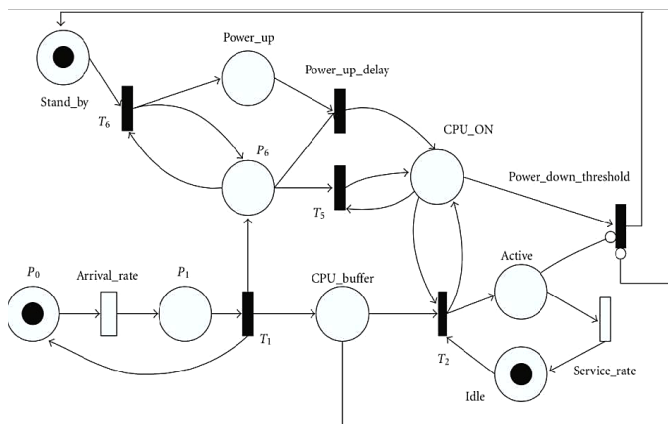 Power_up
Power_up_delay
Stand_by
T6
P6
CPU_ON
Power_down_threshold
T5
P0
Arrival_rate
P1
CPU_buffer
Active
T1
T2
Service_rate
Idle